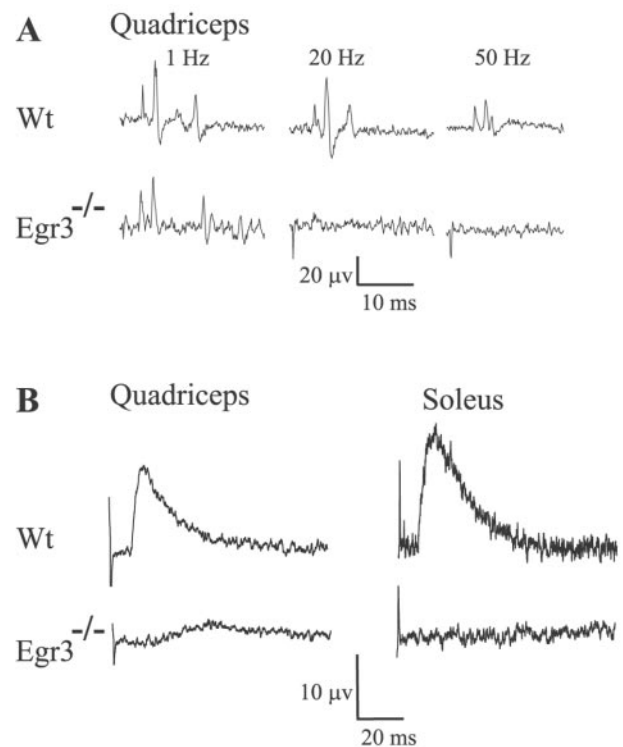 A
Quadriceps
1 Hz 20 Hz 50 Hz
Wt
Egr3-/-
20 μv
10 ms
B
Quadriceps Soleus
Wt
Egr3-/-
10 μv
20 ms